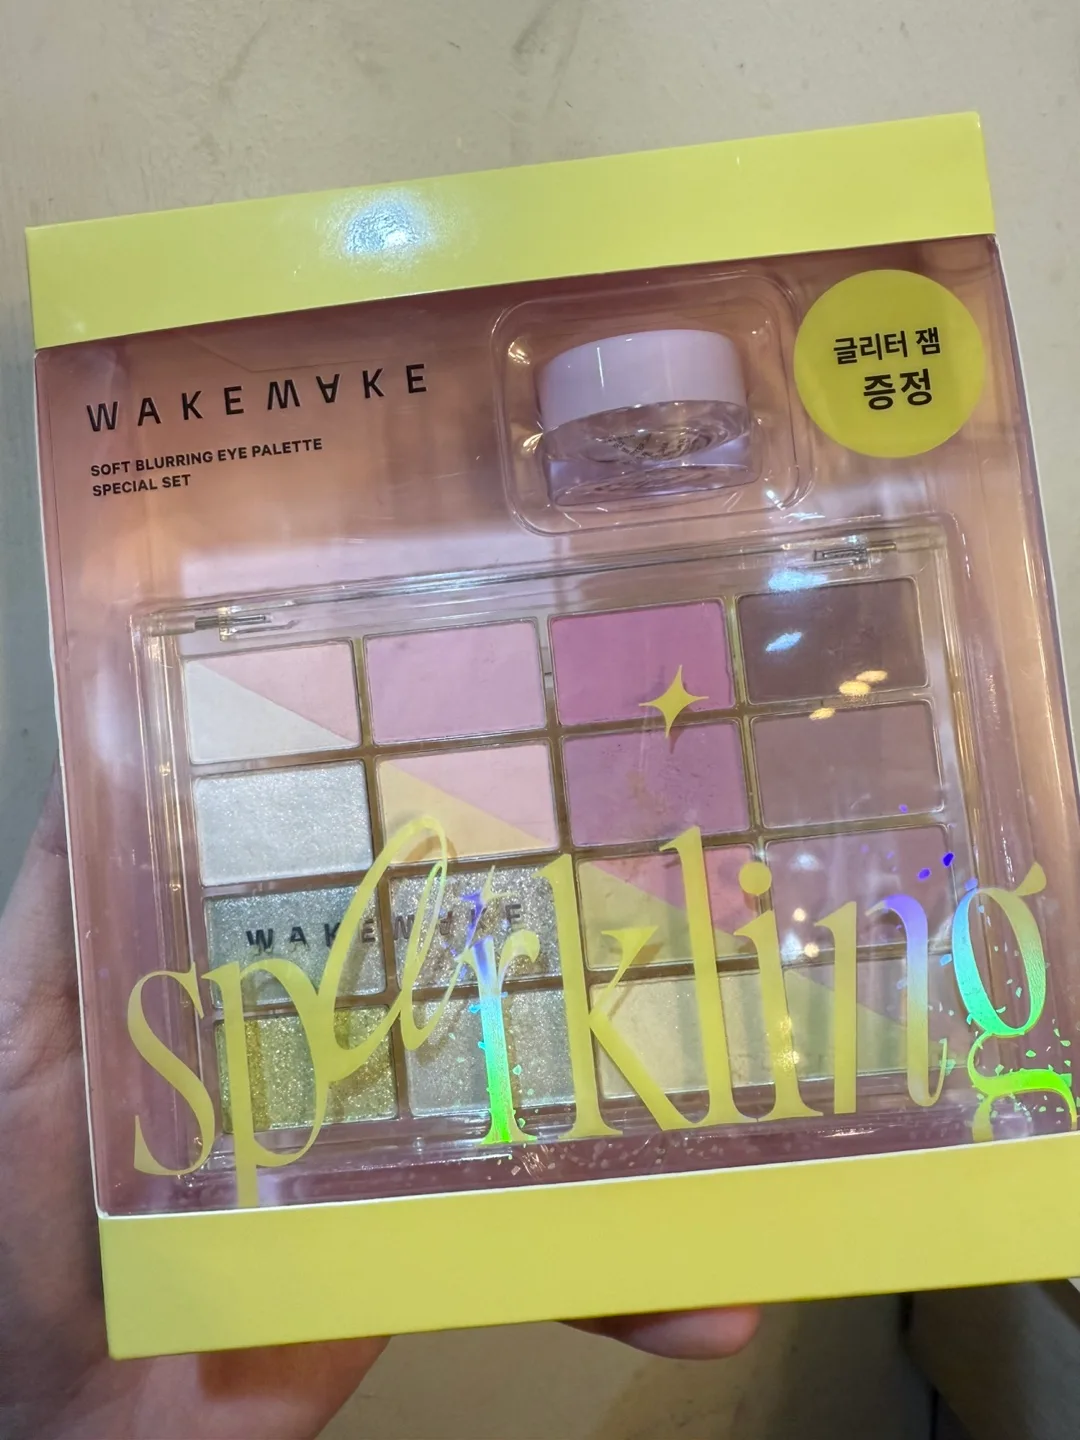 WAKEMAKE
SOFT BLURRING EYE PALETTE
SPECIAL SET
글리터 잼
증정
WAKEMAKE
sparkling